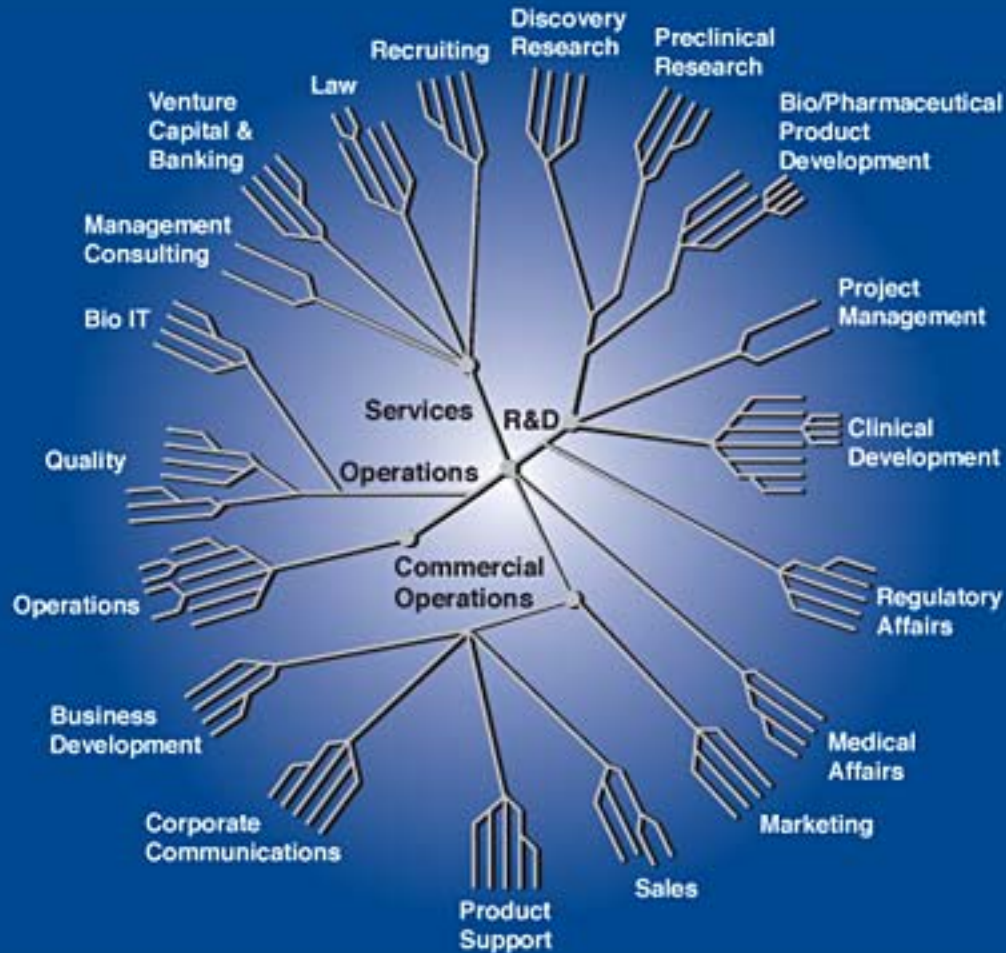 Discovery
Research
Preclinical
Research
Recruiting
Law
Venture
Capital &
Banking
Bio/Pharmaceutical
Product
Development
Management
Consulting
Project
Management
Bio IT
Services
R&D
Clinical
Development
Quality
Operations
Commercial
Operations
Operations
Regulatory
Affairs
Business
Development
Medical
Affairs
Corporate
Communications
Marketing
Sales
Product
Support